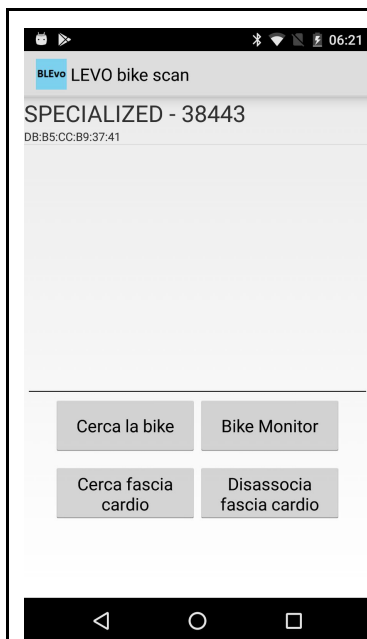 06:21
BLEvo LEVO bike scan
SPECIALIZED - 38443
DB:B5:CC:B9:37:41
Cerca la bike
Bike Monitor
Cerca fascia
cardio
Disassocia
fascia cardio